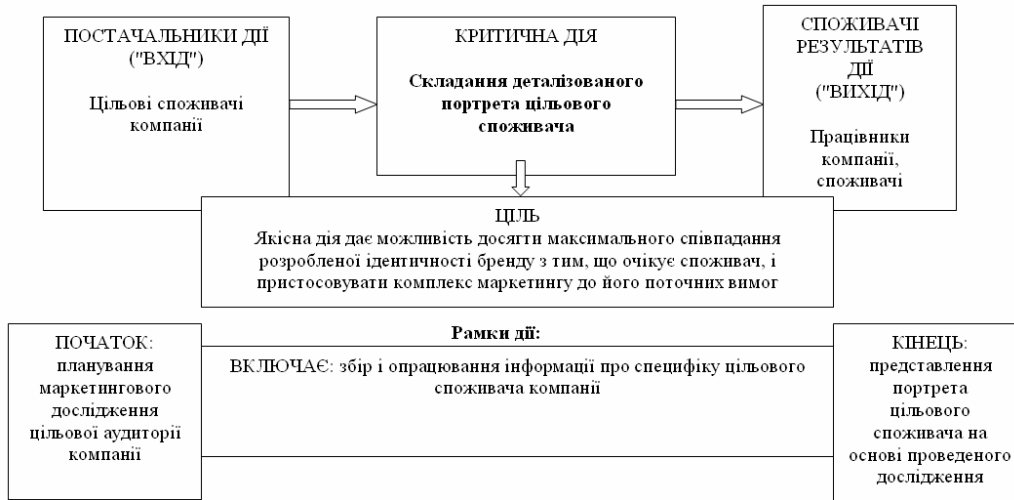 ПОСТАЧАЛЬНИКИ ДІЇ
("ВХІД")
Цільові споживачі
компанії
КРИТИЧНА ДІЯ
Складання деталізованого
портрета цільового
споживача
СПОЖИВАЧІ
РЕЗУЛЬТАТІВ
ДІЇ
("ВИХІД")
Працівники
компанії,
споживачі
ЦІЛЬ
Якісна дія дає можливість досягти максимального співпадання
розробленої ідентичності бренду з тим, що очікує споживач, і
пристосовувати комплекс маркетингу до його поточних вимог
Рамки дії:
ПОЧАТОК:
планування
маркетингового
дослідження
цільової аудиторії
компанії
ВКЛЮЧАЄ: збір і опрацювання інформації про специфіку цільового
споживача компанії
КІНЕЦЬ:
представлення
портрета
цільового
споживача на
основі проведеного
дослідження